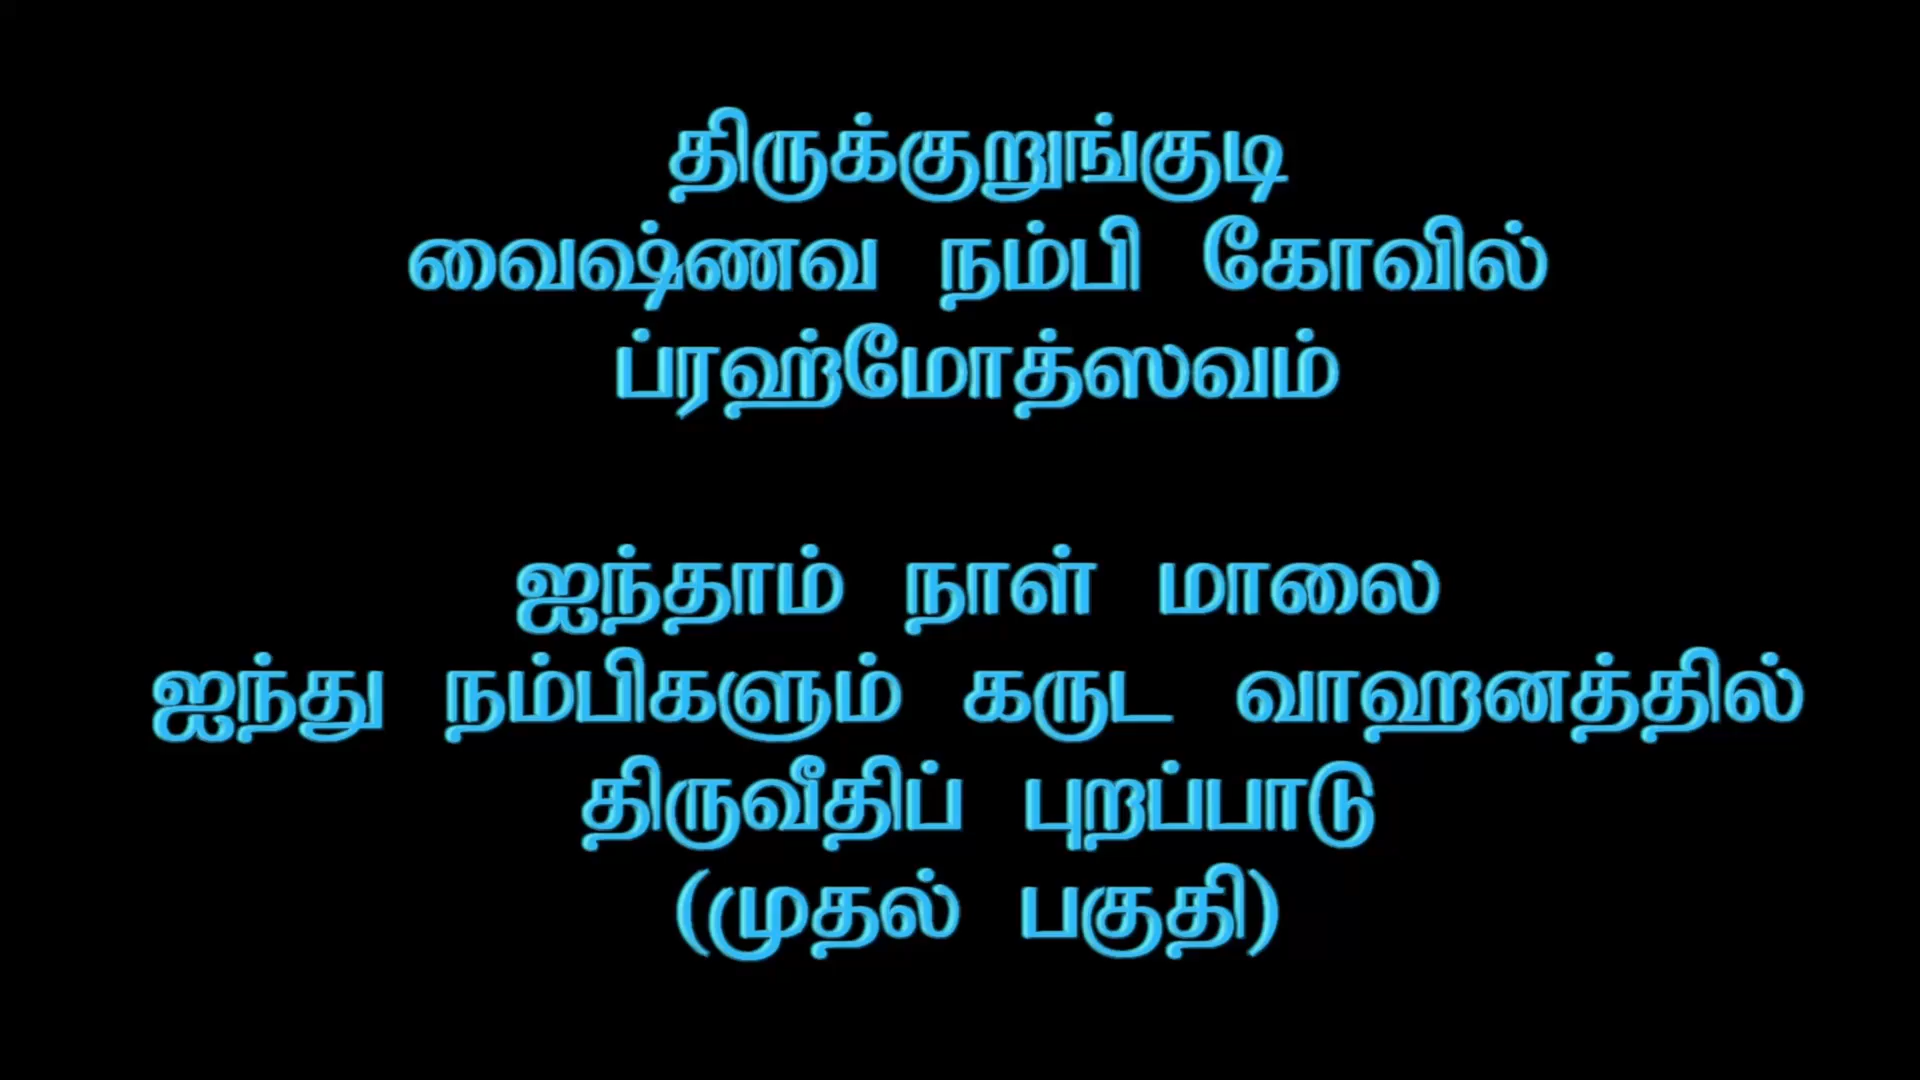 திருக்குறுங்குடி
வைஷ்ணவ நம்பி கோவில்
ப்ரஹ்மோத்ஸவம்
ஐந்தாம் நாள் மாலை
ஐந்து நம்பிகளும் கருட வாஹனத்தில்
திருவீதிப் புறப்பாடு
(முதல் பகுதி)